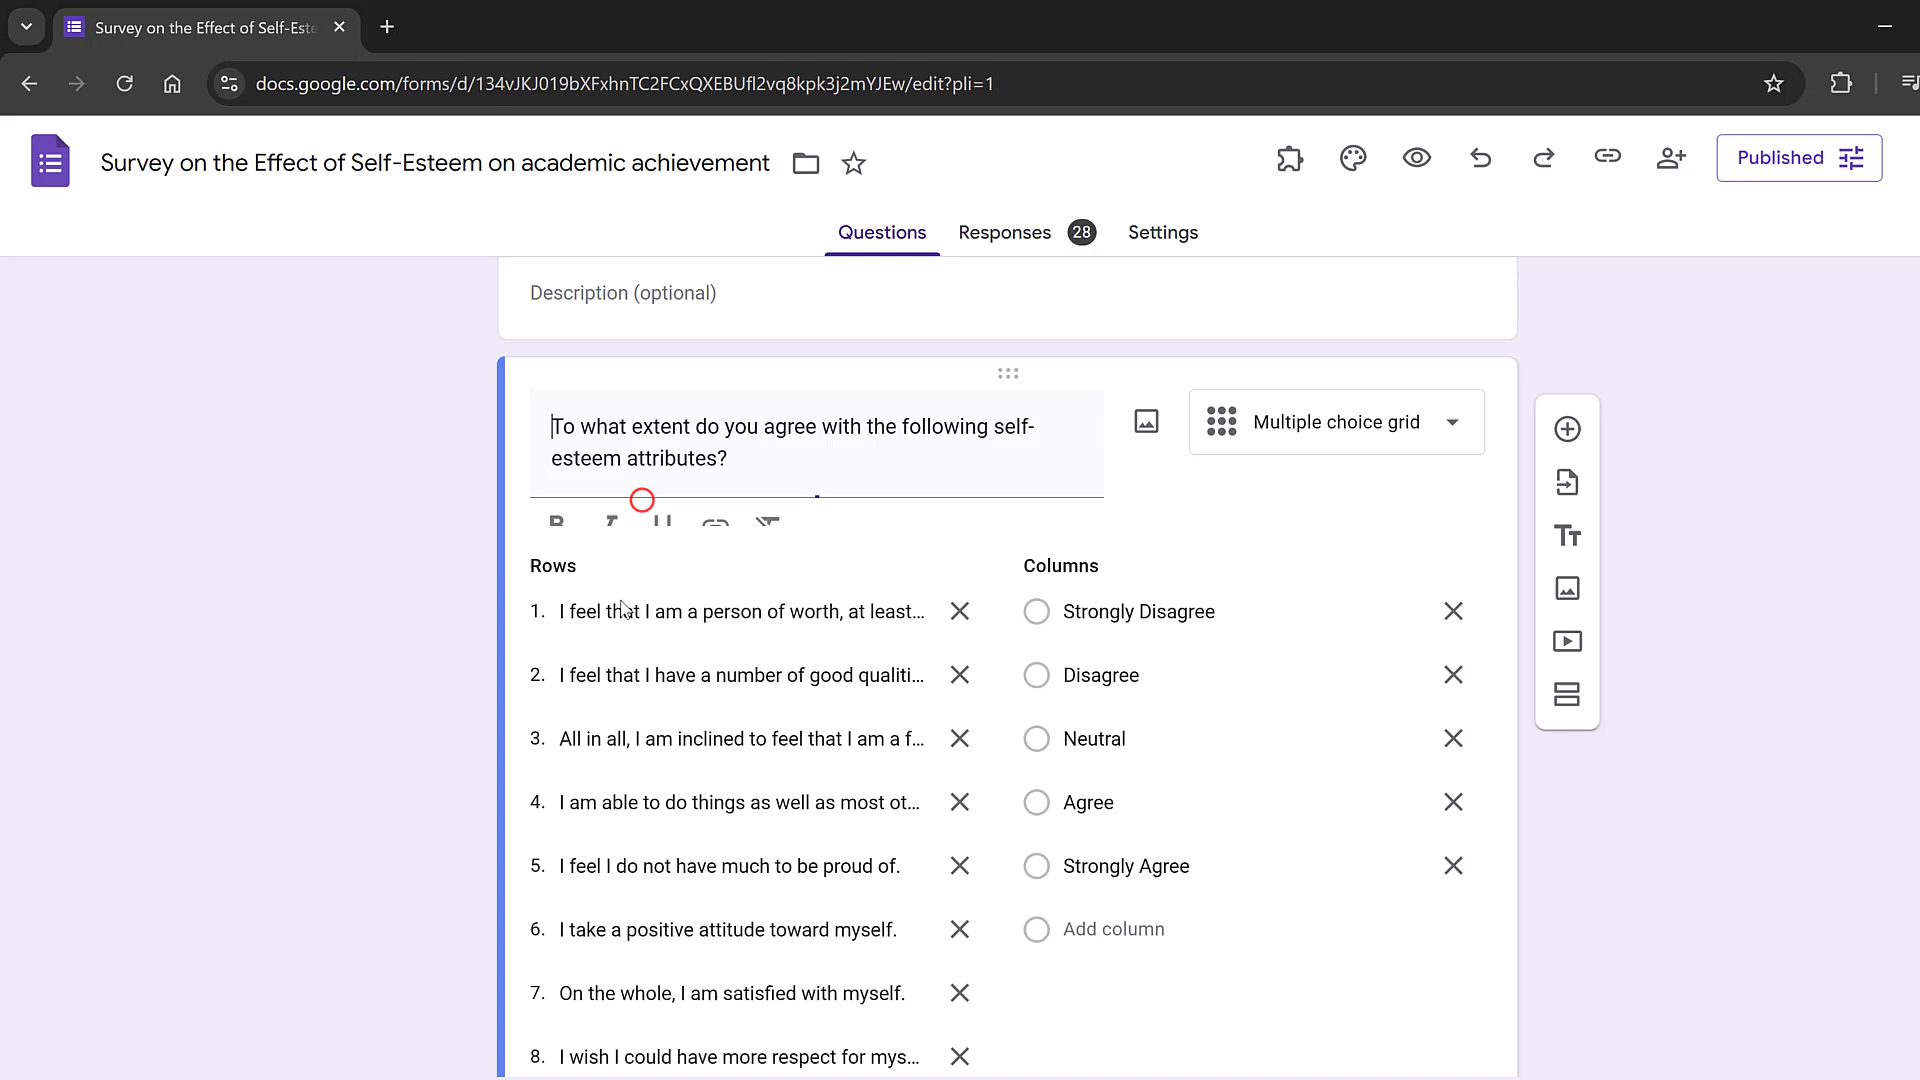 Survey on the Effect of Self-Este
docs.google.com/forms/d/134vJKJ019bXFxhnTC2FCxQXEBUfl2vq8kpk3j2mYJEw/edit?pli=1
Survey on the Effect of Self-Esteem on academic achievement
Published
Questions Responses 28 Settings
Description (optional)
To what extent do you agree with the following self-
esteem attributes?
Multiple choice grid
B I U
Rows Columns
1. I feel that I am a person of worth, at least... Strongly Disagree
2. I feel that I have a number of good qualiti... Disagree
3. All in all, I am inclined to feel that I am a f... Neutral
4. I am able to do things as well as most ot... Agree
5. I feel I do not have much to be proud of. Strongly Agree
6. I take a positive attitude toward myself. Add column
7. On the whole, I am satisfied with myself.
8. I wish I could have more respect for mys...